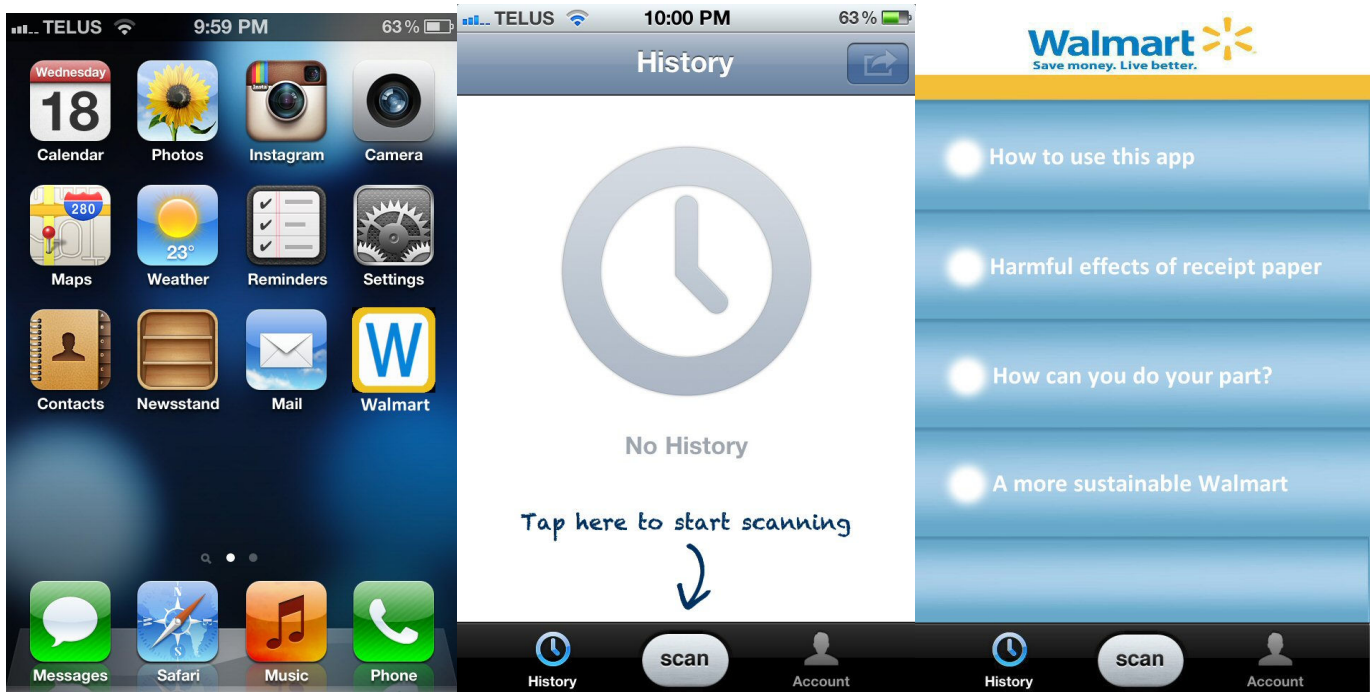 TELUS 9:59 PM 63%
Wednesday
18
Calendar Photos Instagram Camera
280
23°
Maps Weather Reminders Settings
W
Contacts Newsstand Mail Walmart
Messages Safari Music Phone
TELUS 10:00 PM 63%
History
No History
Tap here to start scanning
History scan Account
Walmart
Save money. Live better.
How to use this app
Harmful effects of receipt paper
How can you do your part?
A more sustainable Walmart
History scan Account